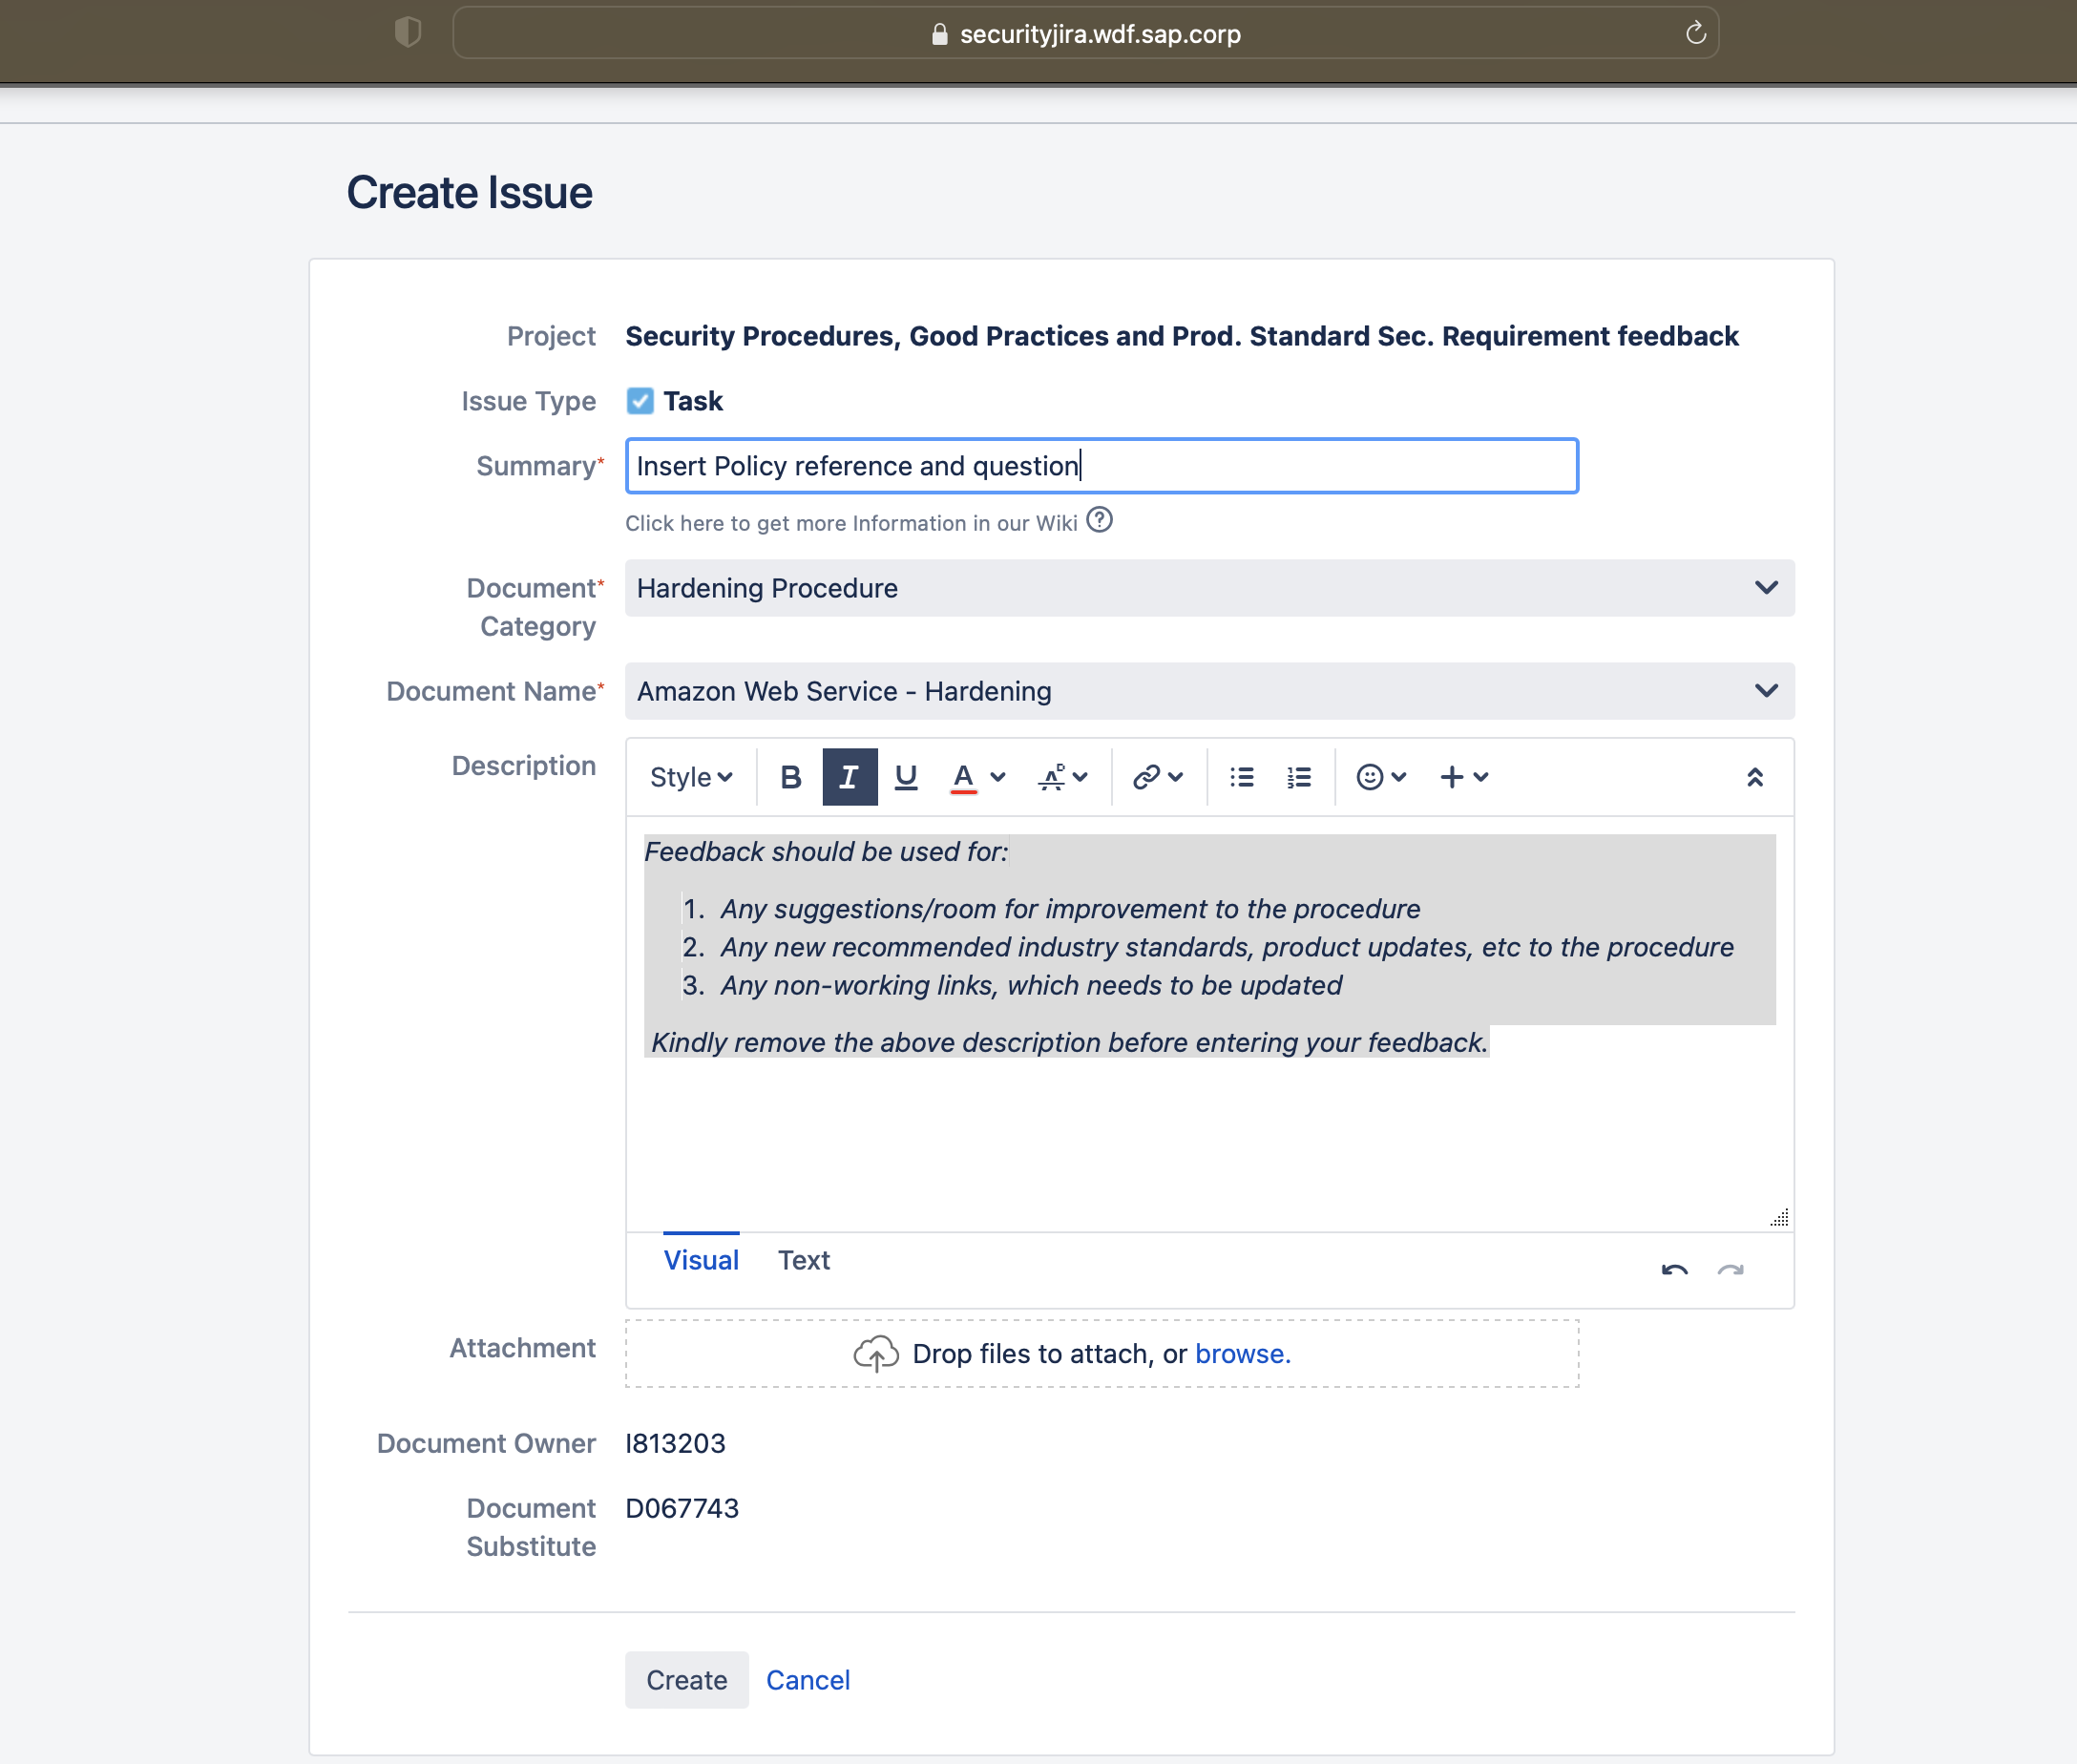 securityjira.wdf.sap.corp
Create Issue
Project Security Procedures, Good Practices and Prod. Standard Sec. Requirement feedback
Issue Type Task
Summary* Insert Policy reference and question
Click here to get more Information in our Wiki ?
Document* Category Hardening Procedure
Document Name* Amazon Web Service - Hardening
Description Style B I U A
Feedback should be used for:
1. Any suggestions/room for improvement to the procedure
2. Any new recommended industry standards, product updates, etc to the procedure
3. Any non-working links, which needs to be updated
Kindly remove the above description before entering your feedback.
Visual Text
Attachment Drop files to attach, or browse.
Document Owner I813203
Document Substitute D067743
Create Cancel